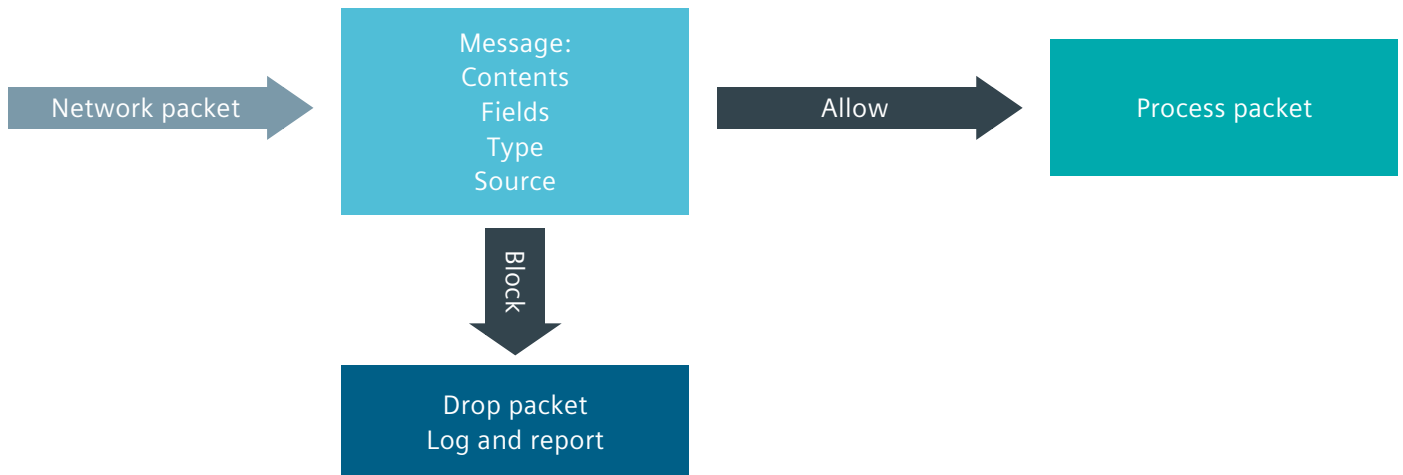 Network packet
Message:
Contents
Fields
Type
Source
Allow
Process packet
Block
Drop packet
Log and report